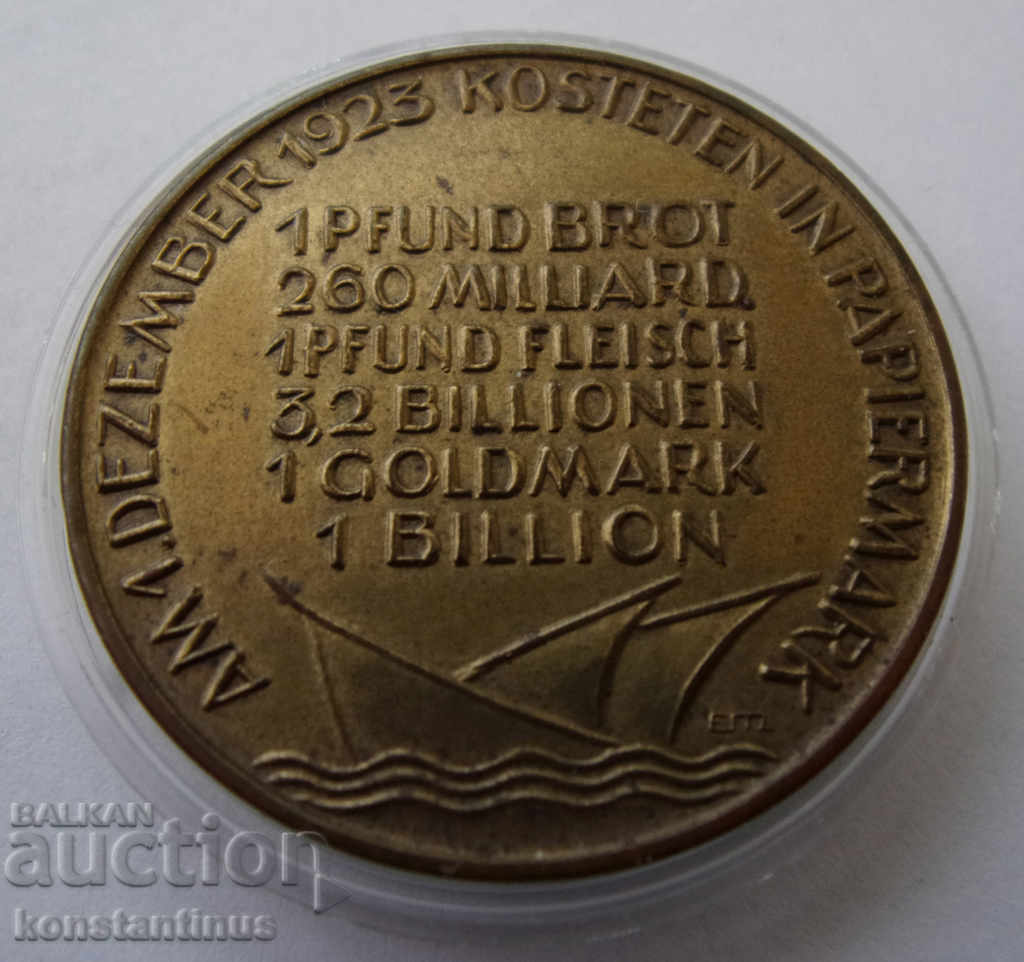 AM 1. DEZEMBER 1923 KOSTETEN IN PAPIERMARK
1 PFUND BROT
260 MILLIARD.
1 PFUND FLEISCH
3,2 BILLIONEN
1 GOLDMARK
1 BILLION
EM
BALKAN
auction
konstantinus